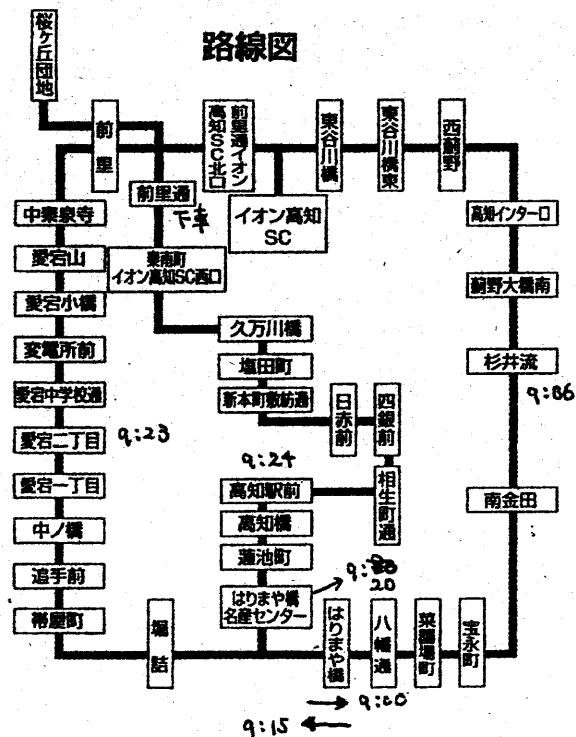 路線図
桜ヶ丘団地
前里
前里通イオン
高知SC北口
東谷川橋
東谷川橋東
西薊野
前里通
下車
イオン高知
SC
高知インター口
中秦泉寺
東南町
イオン高知SC西口
愛宕山
薊野大橋南
愛宕小橋
久万川橋
変電所前
塩田町
杉井流
愛宕中学校通
新本町敷紡通
日赤前
四銀前
愛宕二丁目
9:23
9:24
愛宕一丁目
高知駅前
相生町通
南金田
中ノ橋
高知橋
追手前
蓮池町
帯屋町
はりまや橋
名産センター
20
堀詰
はりまや橋
八幡通
菜園場町
宝永町
9:00
9:15